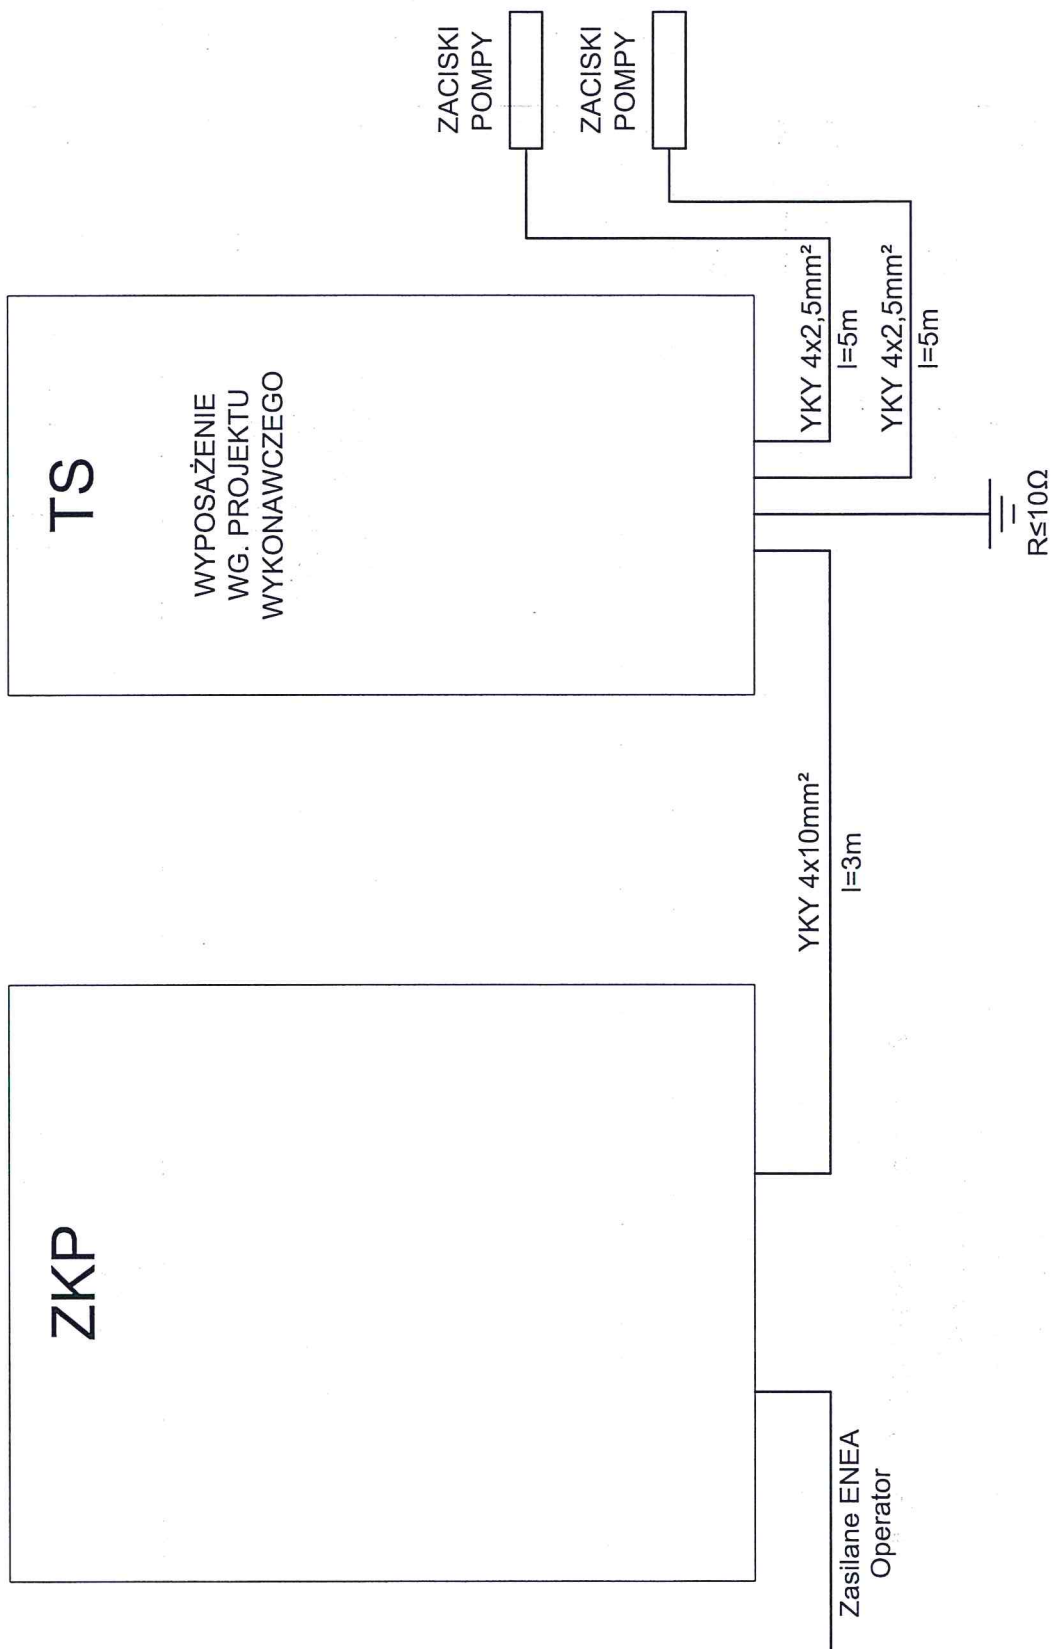 ZKP
Zasilane ENEA
Operator
YKY 4x10mm²
l=3m
TS
WYPOSAŻENIE
WG. PROJEKTU
WYKONAWCZEGO
R≤10Ω
YKY 4x2,5mm²
l=5m
YKY 4x2,5mm²
l=5m
ZACISKI
POMPY
ZACISKI
POMPY